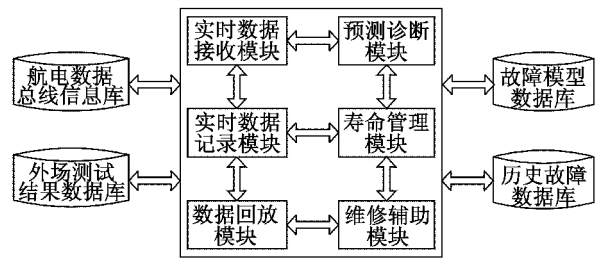 实时数据
接收模块
预测诊断
模块
航电数据
总线信息库
故障模型
数据库
实时数据
记录模块
寿命管理
模块
外场测试
结果数据库
历史故障
数据库
数据回放
模块
维修辅助
模块